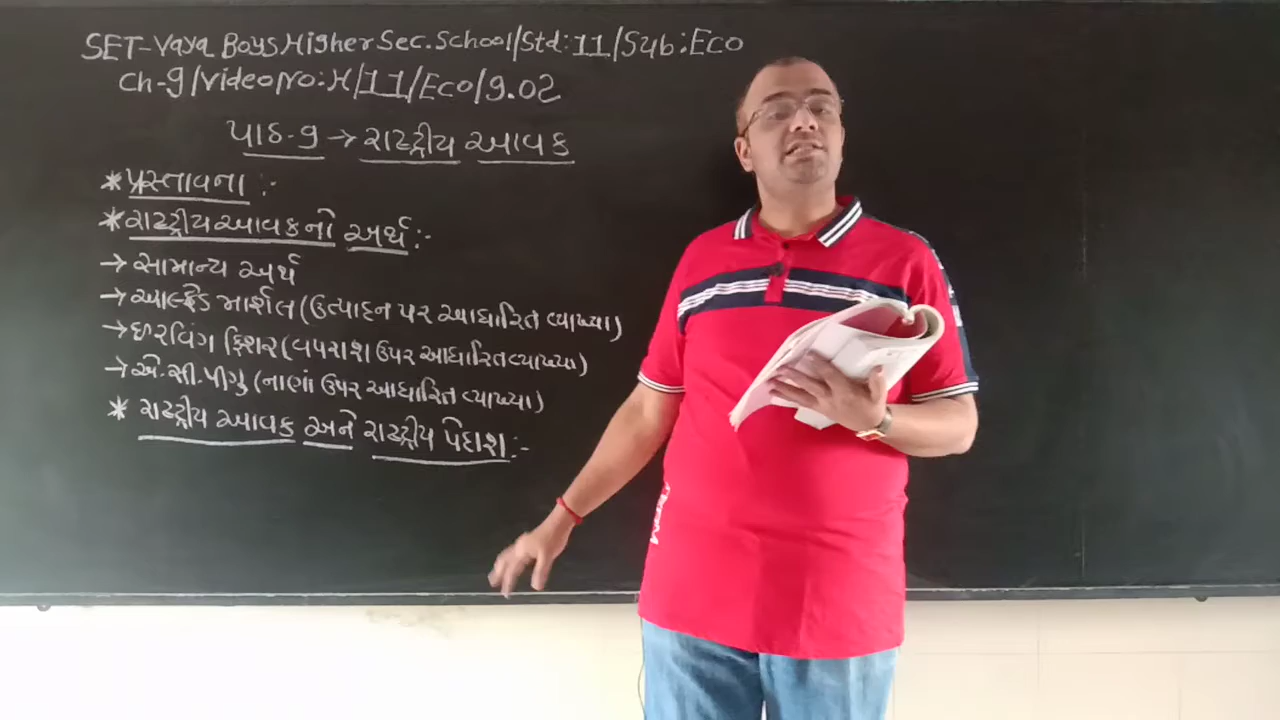 SET-Vaya Boys Higher Sec. School/Std:11/Sub:Eco
Ch-9/Video No:H/11/Eco/9.02
પાઠ-9 → રાષ્ટ્રીય આવક
* પ્રસ્તાવના :-
* રાષ્ટ્રીય આવકનો અર્થ :-
→ સામાન્ય અર્થ
→ આલ્ફ્રેડ માર્શલ (ઉત્પાદન પર આધારિત વ્યાખ્યા)
→ ઇરવિંગ ફિશર (વપરાશ ઉપર આધારિત વ્યાખ્યા)
→ એ.સી.પીગુ (નાણાં ઉપર આધારિત વ્યાખ્યા)
* રાષ્ટ્રીય આવક અને રાષ્ટ્રીય પેદાશ :-